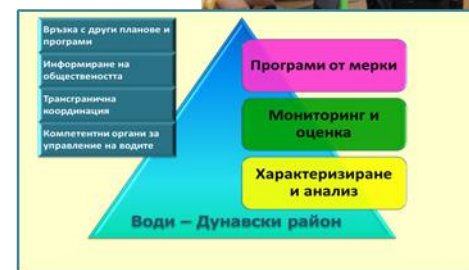 Връзка с други планове и
програми
Информиране на
обществеността
Трансгранична
координация
Компетентни органи за
управление на водите
Програми от мерки
Мониторинг и
оценка
Характеризиране
и анализ
Води – Дунавски район